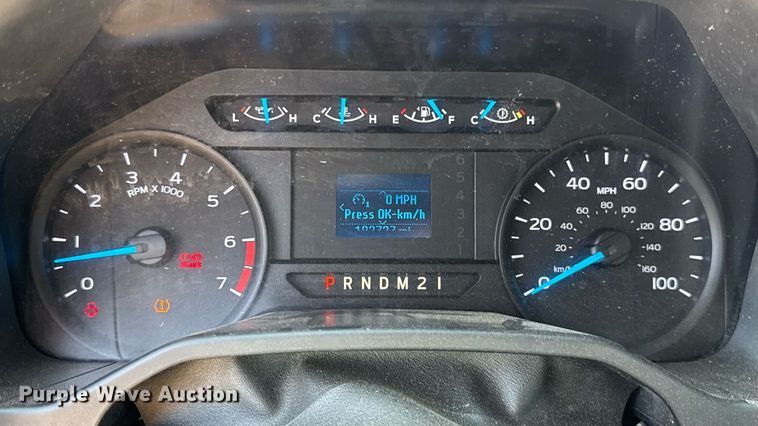 L H C H E F C H
0 1 2 3 4 5 6 7
RPM X 1000
0 MPH
Press OK-km/h
P R N D M 2 1
0 20 40 60 80 100
MPH
20 40 60 80 100 120 140 160
km/h
Purple Wave Auction